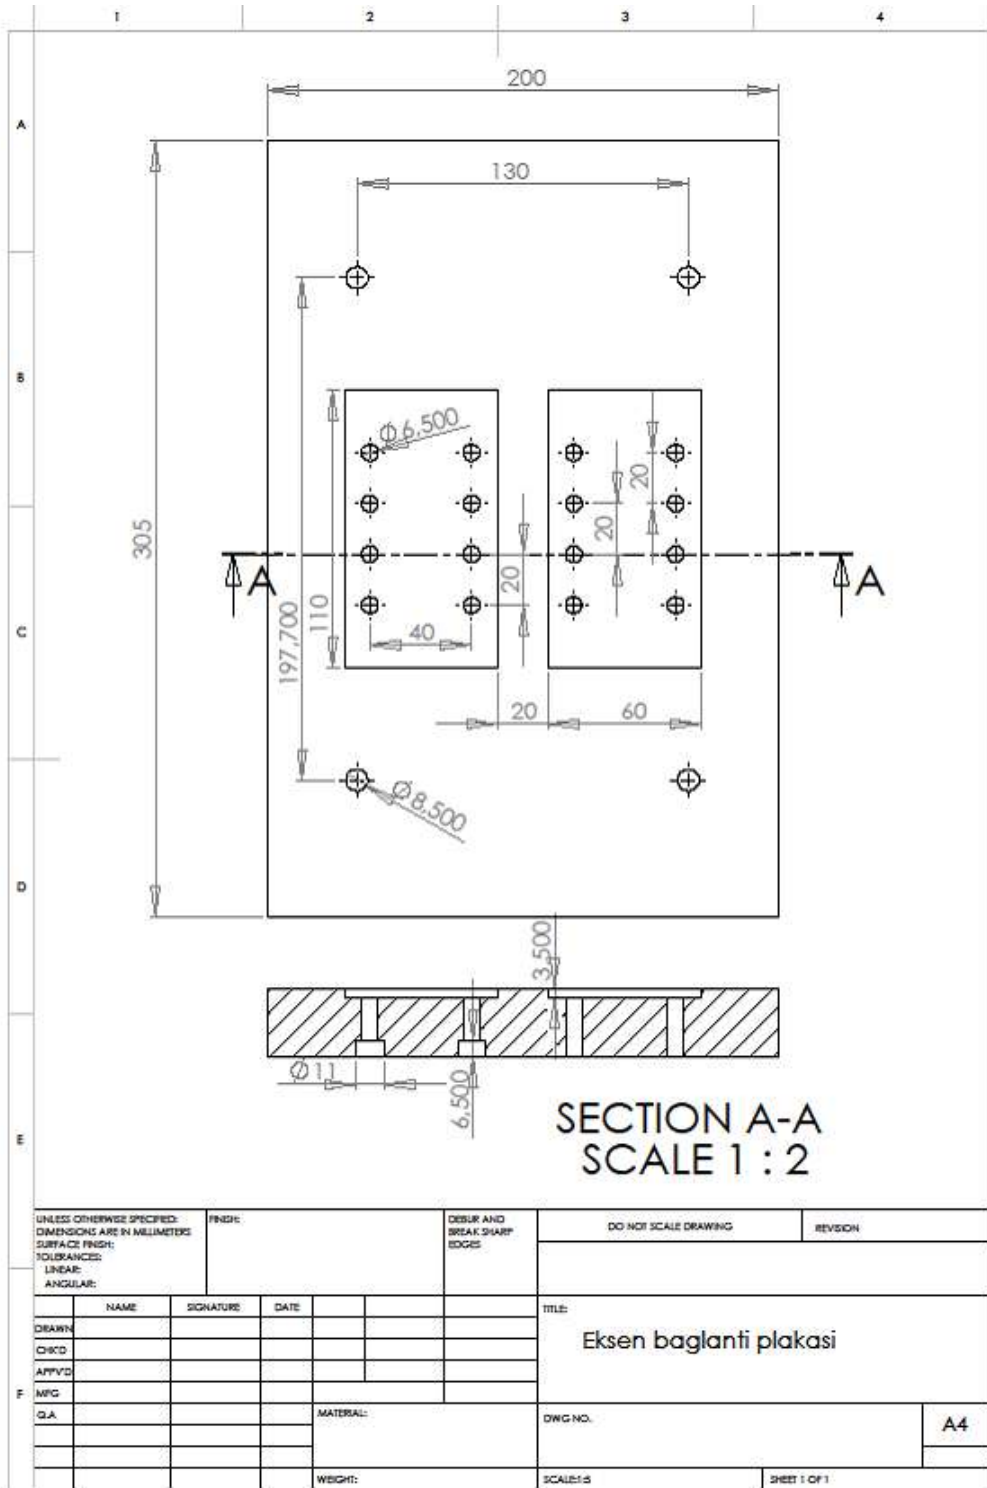 1 2 3 4
A
B
C
D
E
F
200
130
305
197,700
110
Ø 6,500
20
20
20
40
20
60
Ø 8,500
A
A
3,500
Ø 11
6,500
SECTION A-A
SCALE 1 : 2
UNLESS OTHERWISE SPECIFIED:
DIMENSIONS ARE IN MILLIMETERS
SURFACE FINISH:
TOLERANCES:
LINEAR:
ANGULAR:
FINISH:
DEBUR AND
BREAK SHARP
EDGES
DO NOT SCALE DRAWING
REVISION
NAME SIGNATURE DATE
DRAWN
CHK'D
APPV'D
MFG
Q.A
TITLE:
Eksen baglanti plakasi
MATERIAL:
DWG NO.
A4
WEIGHT:
SCALE:1:5
SHEET 1 OF 1